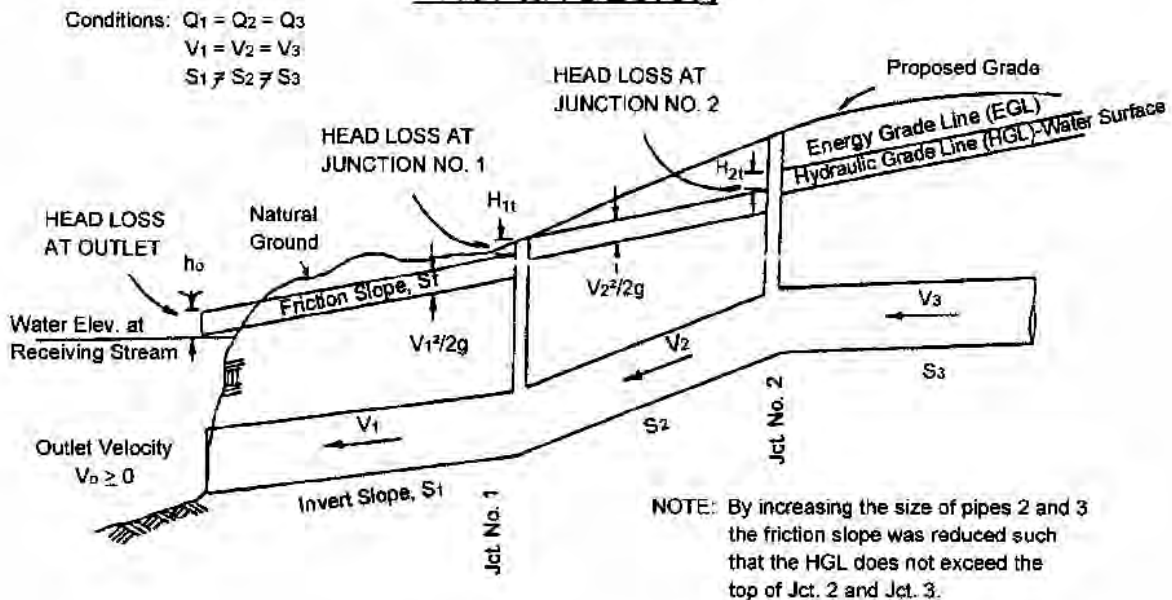 Conditions: Q1 = Q2 = Q3
V1 = V2 = V3
S1 ≠ S2 ≠ S3
HEAD LOSS AT
JUNCTION NO. 2
Proposed Grade
Energy Grade Line (EGL)
Hydraulic Grade Line (HGL)-Water Surface
HEAD LOSS AT
JUNCTION NO. 1
H2t
H1t
HEAD LOSS
AT OUTLET
Natural
Ground
ho
Friction Slope, Sf
V2²/2g
V1²/2g
Water Elev. at
Receiving Stream
V3
V2
S3
V1
S2
Jct. No. 2
Outlet Velocity
Vo ≥ 0
Invert Slope, S1
Jct. No. 1
NOTE: By increasing the size of pipes 2 and 3
the friction slope was reduced such
that the HGL does not exceed the
top of Jct. 2 and Jct. 3.